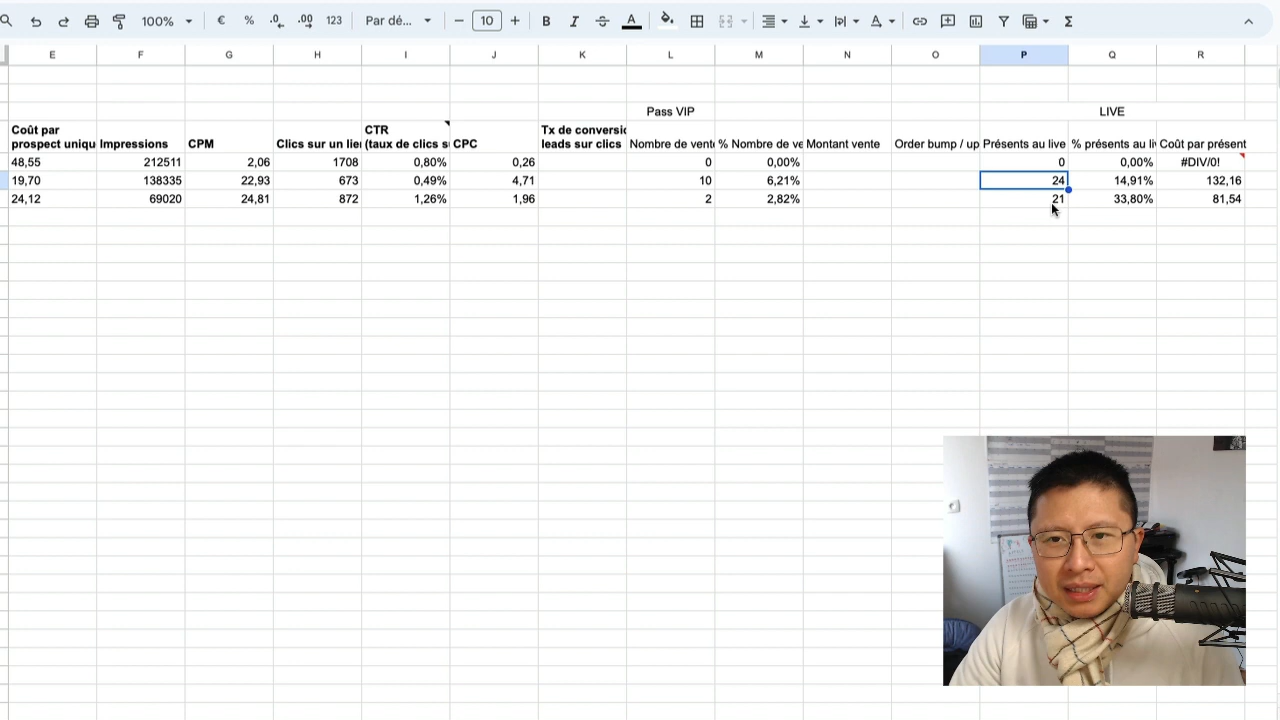 100% € % .0 .00 123 Par dé... 10 B I A Σ
E F G H I J K L M N O P Q R
Pass VIP LIVE
Coût par CTR Tx de conversio
prospect uniqu Impressions CPM Clics sur un lie (taux de clics s CPC leads sur clics Nombre de vent % Nombre de ve Montant vente Order bump / up Présents au live % présents au li Coût par présent
48,55 212511 2,06 1708 0,80% 0,26 0 0,00% 0 0,00% #DIV/0!
19,70 138335 22,93 673 0,49% 4,71 10 6,21% 24 14,91% 132,16
24,12 69020 24,81 872 1,26% 1,96 2 2,82% 21 33,80% 81,54